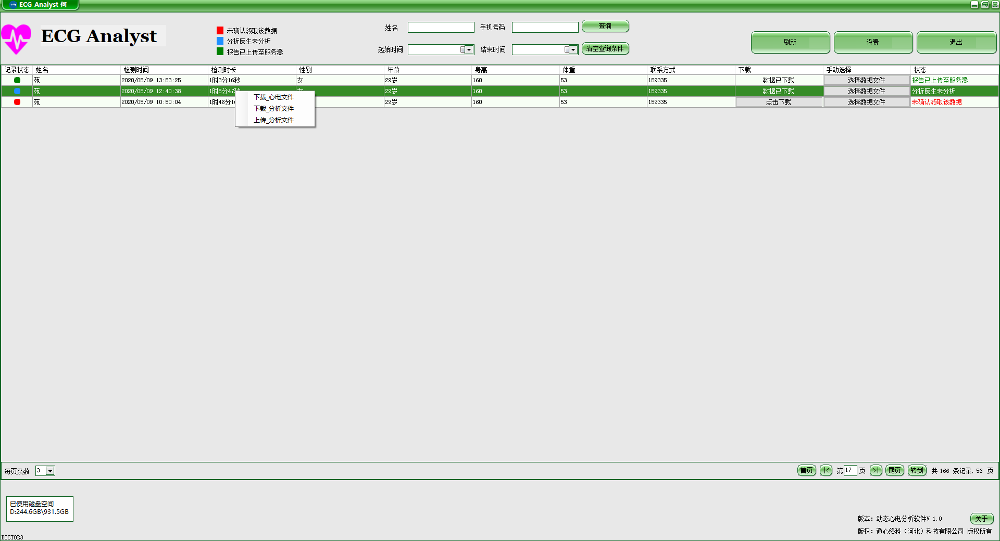 ECG Analyst 何
ECG Analyst
未确认领取该数据
分析医生未分析
报告已上传至服务器
姓名 手机号码 查询
起始时间 结束时间 清空查询条件
刷新 设置 退出
记录状态 姓名 检测时间 检测时长 性别 年龄 身高 体重 联系方式 下载 手动选择 状态
苑 2020/05/09 13:53:25 1时3分16秒 女 29岁 160 53 159335 数据已下载 选择数据文件 报告已上传至服务器
苑 2020/05/09 12:40:38 1时8分47秒 29岁 160 53 159335 数据已下载 选择数据文件 分析医生未分析
苑 2020/05/09 10:50:04 1时46分 29岁 160 53 159335 点击下载 选择数据文件 未确认领取该数据
下载_心电文件
下载_分析文件
上传_分析文件
每页条数 3 首页 第 17 页 尾页 转到 共 166 条记录, 56 页
已使用磁盘空间
D:244.6GB\931.5GB
版本: 动态心电分析软件V 1.0 关于
版权: 通心络科（河北）科技有限公司 版权所有
DOCTOR3